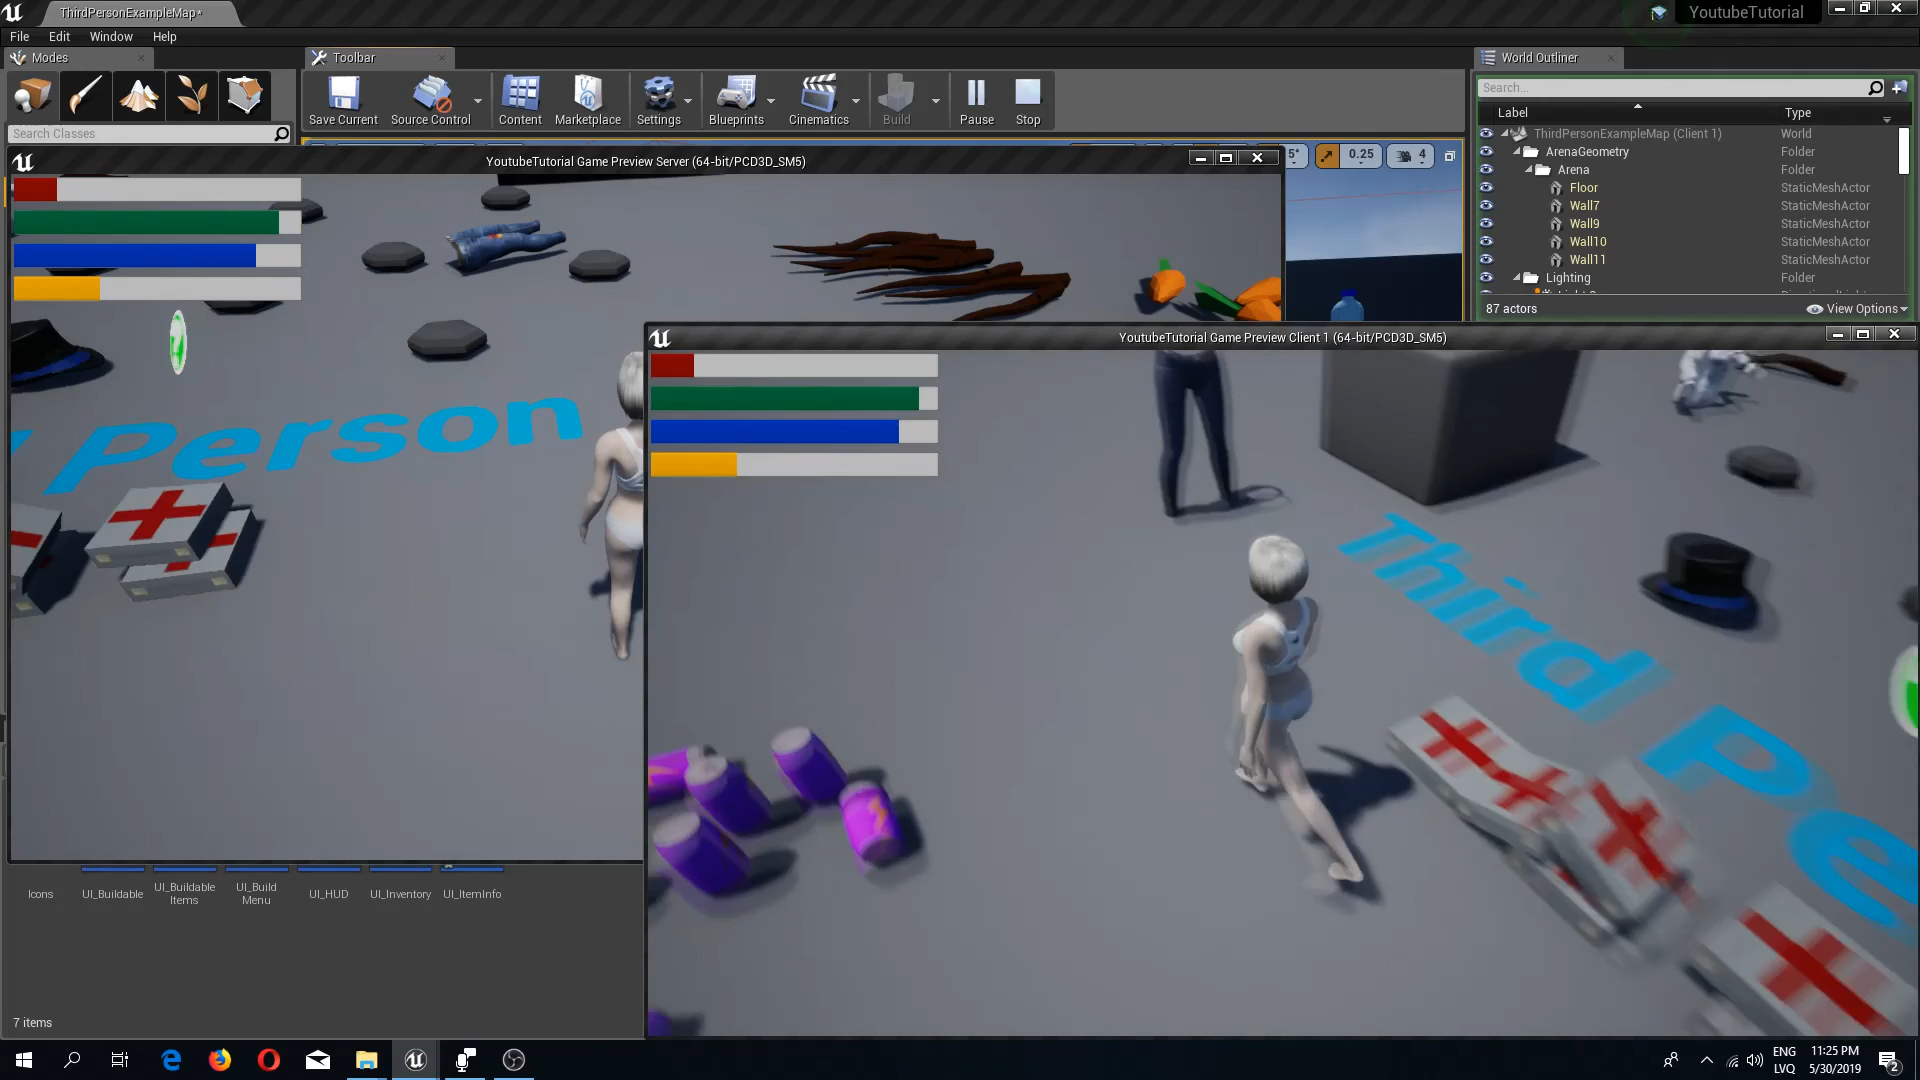 ThirdPersonExampleMap*
YoutubeTutorial
File Edit Window Help
Modes
Toolbar
World Outliner
Search Classes
Save Current
Source Control
Content
Marketplace
Settings
Blueprints
Cinematics
Build
Pause
Stop
Search...
Label Type
ThirdPersonExampleMap (Client 1) World
ArenaGeometry Folder
Arena Folder
Floor StaticMeshActor
Wall7 StaticMeshActor
Wall9 StaticMeshActor
Wall10 StaticMeshActor
Wall11 StaticMeshActor
Lighting Folder
87 actors
View Options
YoutubeTutorial Game Preview Server (64-bit/PCD3D_SM5)
5° 0.25 4
Person
YoutubeTutorial Game Preview Client 1 (64-bit/PCD3D_SM5)
Third Pe
Icons
UI_Buildable
UI_Buildable
Items
UI_Build
Menu
UI_HUD
UI_Inventory
UI_ItemInfo
7 items
ENG
LVQ
11:25 PM
5/30/2019
2